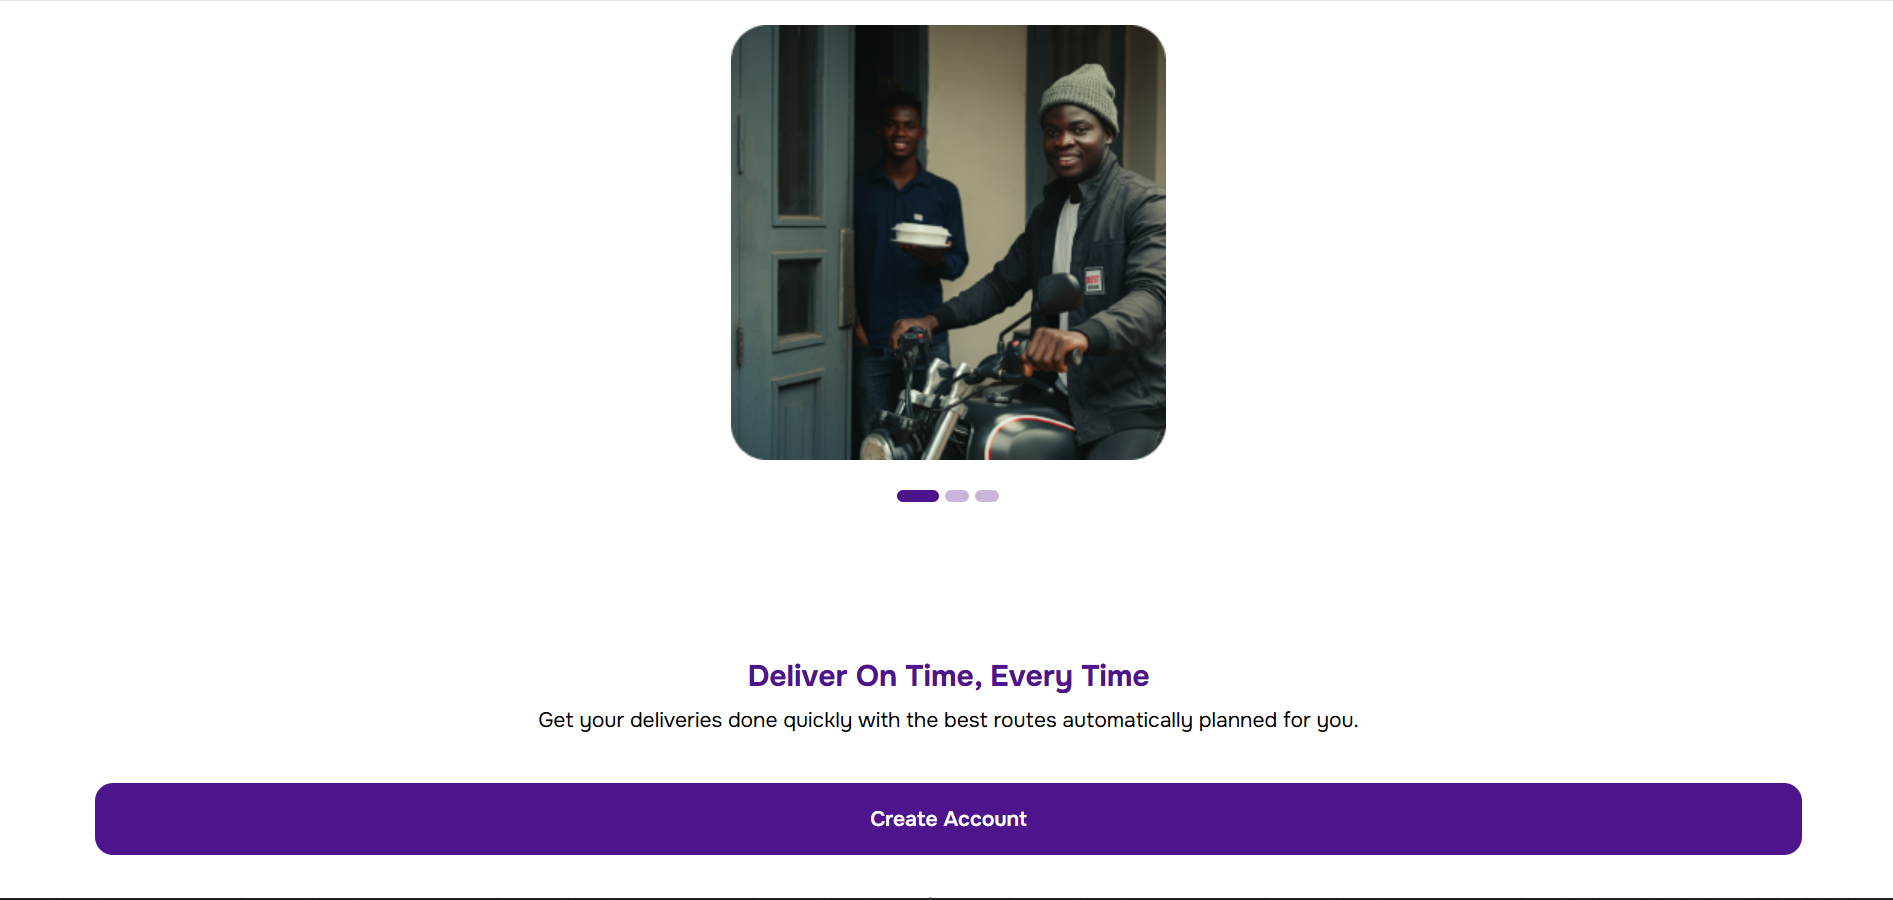 Deliver On Time, Every Time
Get your deliveries done quickly with the best routes automatically planned for you.
Create Account